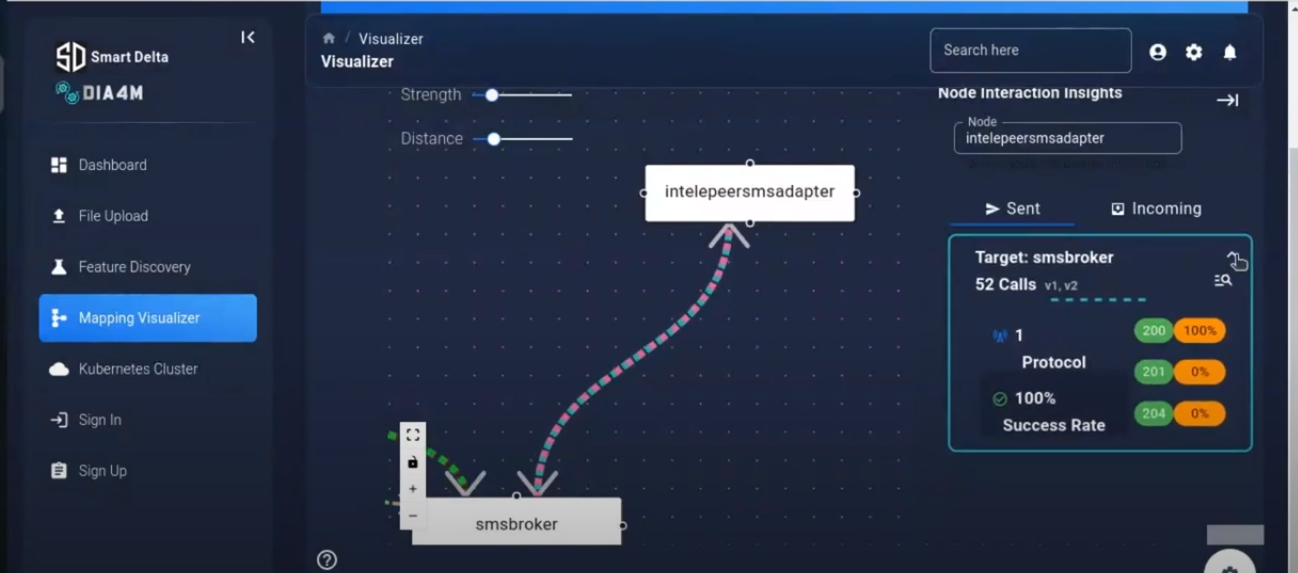 SD Smart Delta
DIA4M
Dashboard
File Upload
Feature Discovery
Mapping Visualizer
Kubernetes Cluster
Sign In
Sign Up
/ Visualizer
Visualizer
Search here
Strength
Distance
intelepeersmsadapter
smsbroker
Node Interaction Insights
Node
intelepeersmsadapter
Sent
Incoming
Target: smsbroker
52 Calls v1, v2
1
Protocol
100%
Success Rate
200 100%
201 0%
204 0%